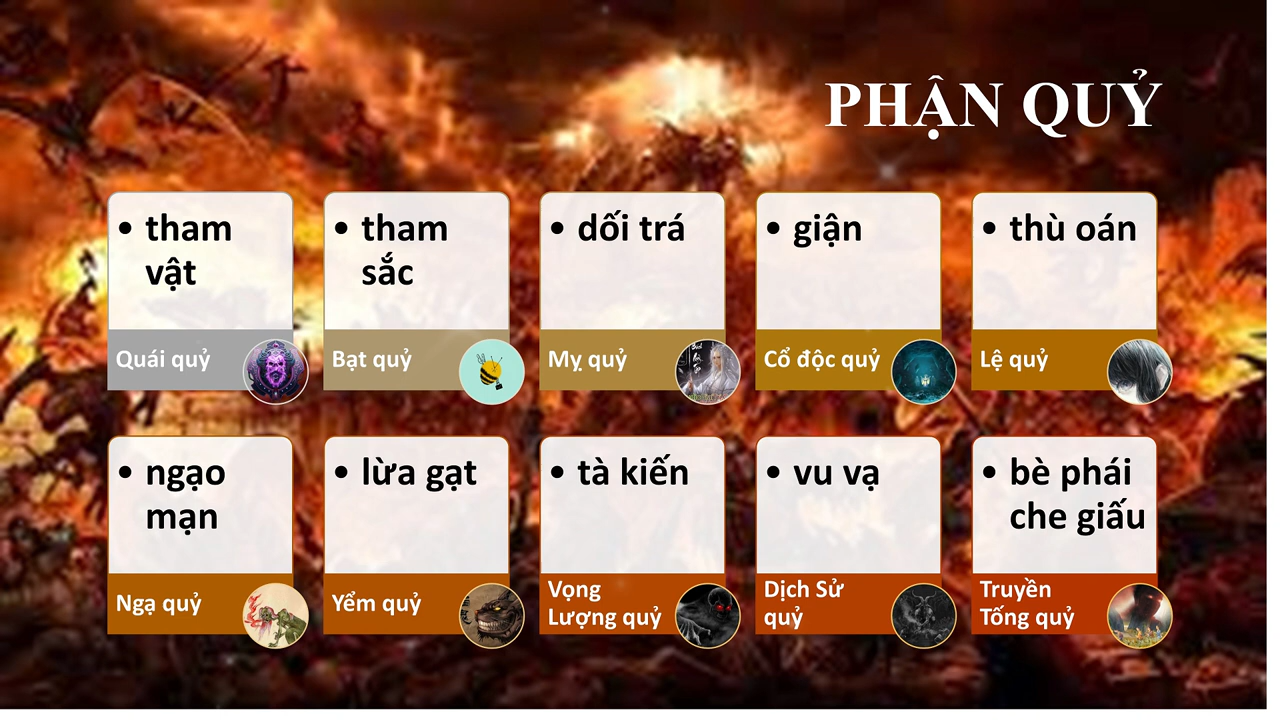 PHẬN QUỶ
• tham
vật
Quái quỷ
• tham
sắc
Bạt quỷ
• dối trá
Mỵ quỷ
• giận
Cổ độc quỷ
• thù oán
Lệ quỷ
• ngạo
mạn
Ngạ quỷ
• lừa gạt
Yểm quỷ
• tà kiến
Vọng
Lượng quỷ
• vu vạ
Dịch Sử
quỷ
• bè phái
che giấu
Truyền
Tống quỷ